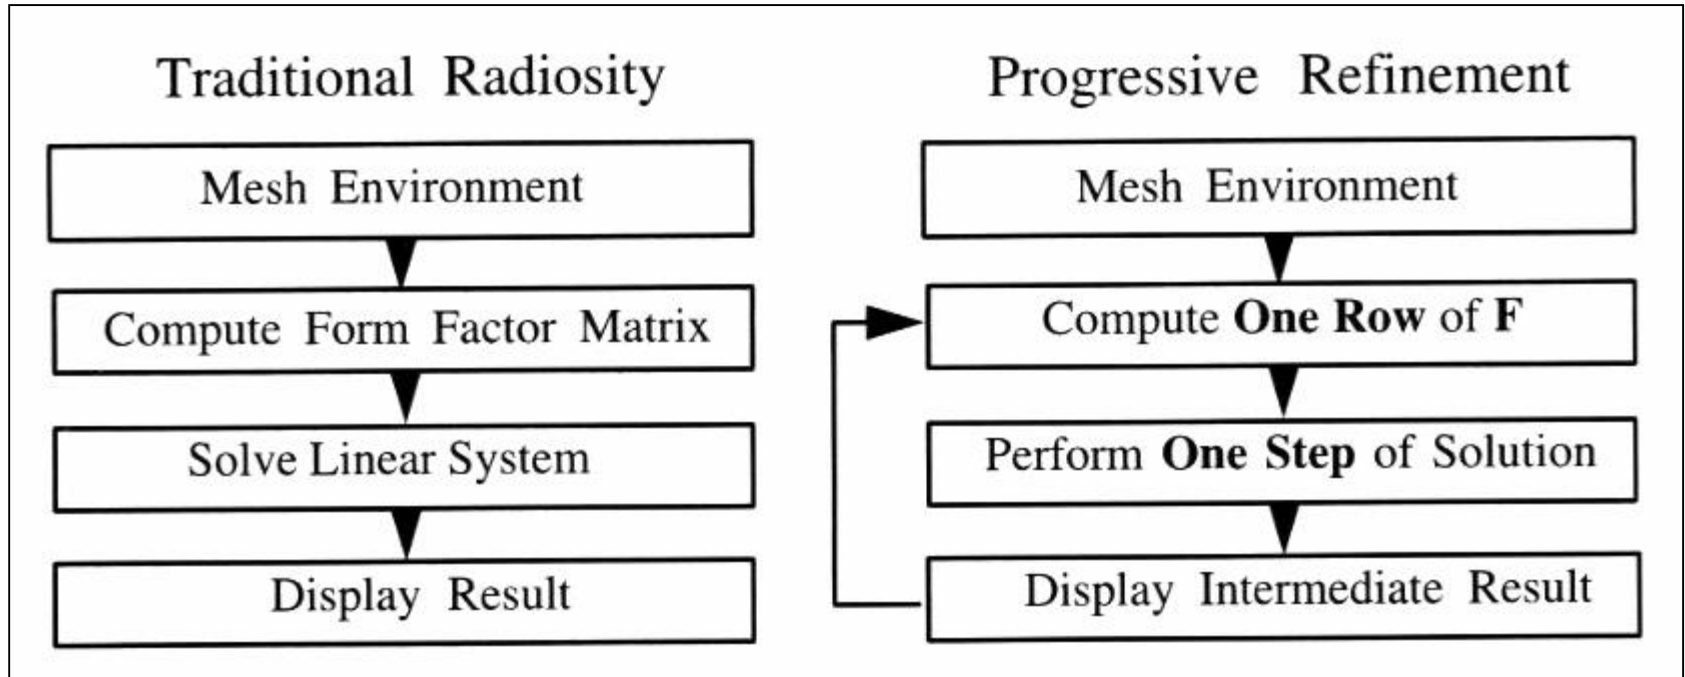 Traditional Radiosity
Mesh Environment
Compute Form Factor Matrix
Solve Linear System
Display Result
Progressive Refinement
Mesh Environment
Compute One Row of F
Perform One Step of Solution
Display Intermediate Result